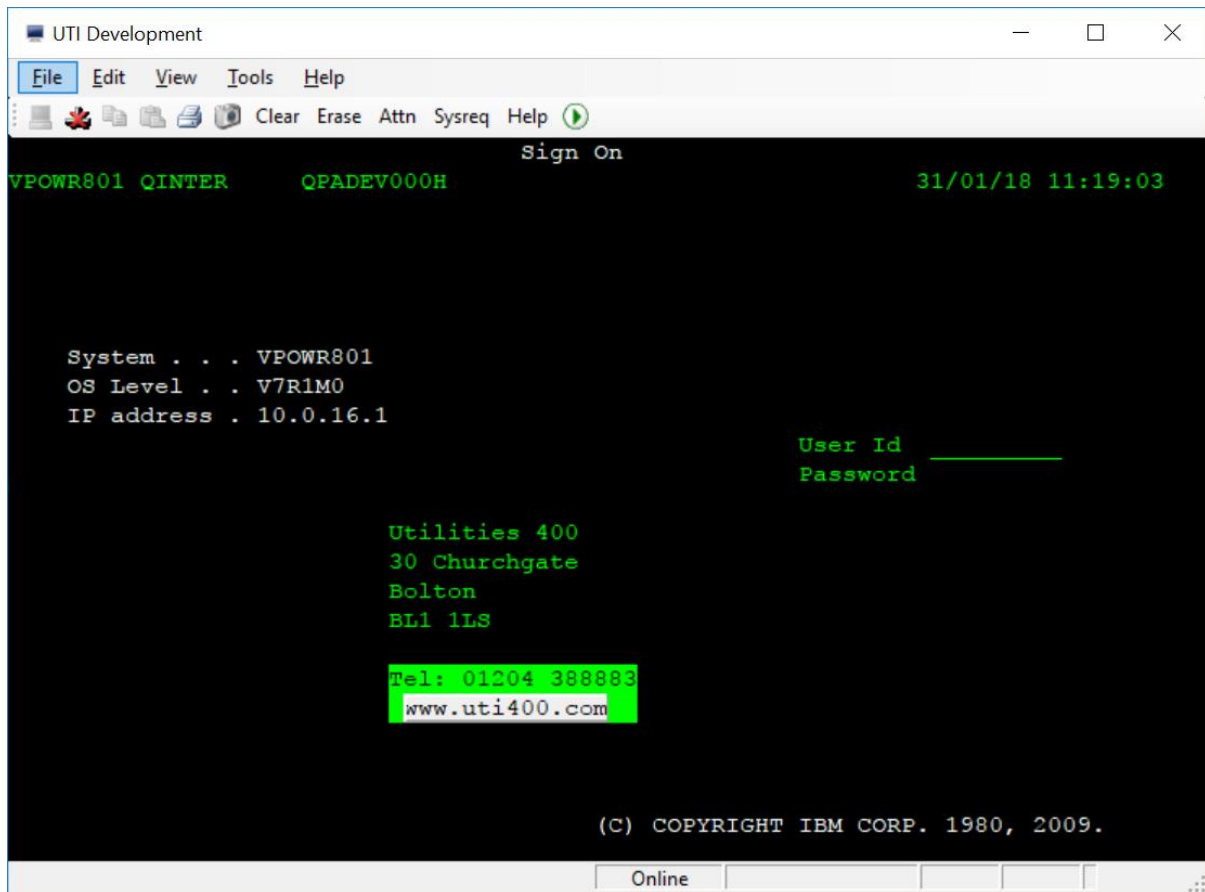 UTI Development
File Edit View Tools Help
Clear Erase Attn Sysreq Help
Sign On
VPOWR801 QINTER QPADEV000H 31/01/18 11:19:03
System . . . VPOWR801
OS Level . . V7R1M0
IP address . 10.0.16.1
User Id _________
Password
Utilities 400
30 Churchgate
Bolton
BL1 1LS
Tel: 01204 388883
www.uti400.com
(C) COPYRIGHT IBM CORP. 1980, 2009.
Online